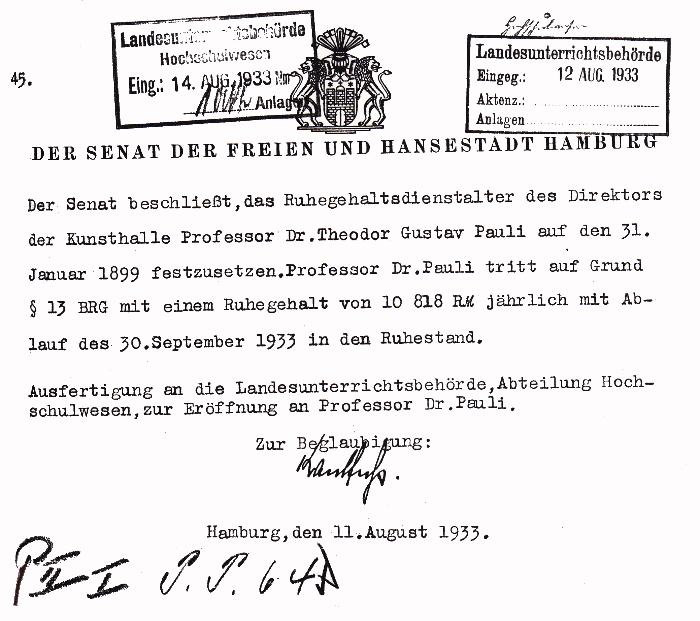 45.
Landesunterrichtsbehörde
Hochschulwesen
Eing.: 14. AUG. 1933 Nm
Anlagen
Landesunterrichtsbehörde
Eingeg.: 12 AUG. 1933
Aktenz.:
Anlagen
DER SENAT DER FREIEN UND HANSESTADT HAMBURG
Der Senat beschließt,das Ruhegehaltsdienstalter des Direktors
der Kunsthalle Professor Dr.Theodor Gustav Pauli auf den 31.
Januar 1899 festzusetzen.Professor Dr.Pauli tritt auf Grund
§ 13 BRG mit einem Ruhegehalt von 10 818 RM jährlich mit Ab-
lauf des 30.September 1933 in den Ruhestand.
Ausfertigung an die Landesunterrichtsbehörde,Abteilung Hoch-
schulwesen,zur Eröffnung an Professor Dr.Pauli.
Zur Beglaubigung:
Hamburg,den 11.August 1933.